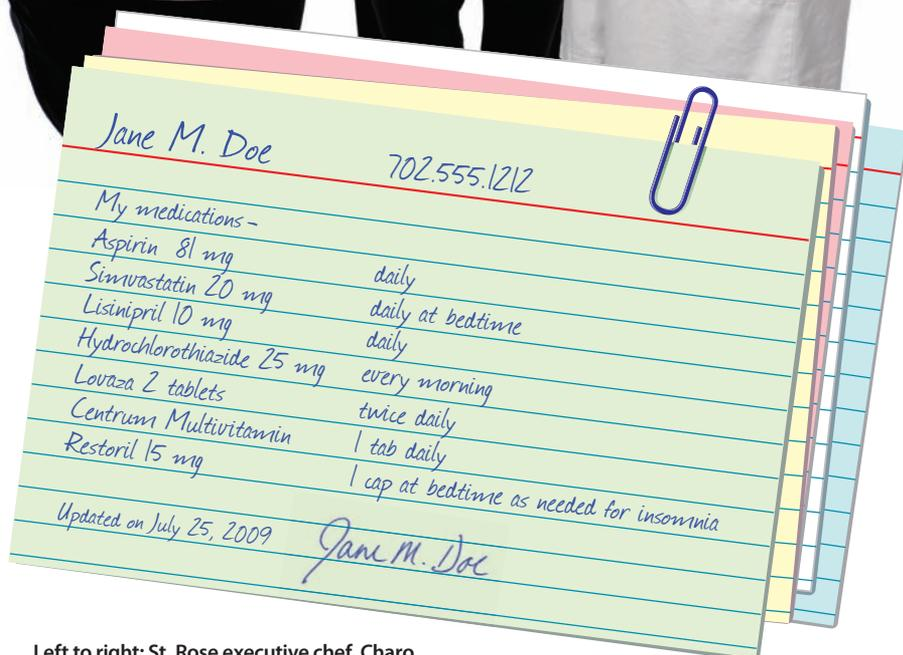 Jane M. Doe 702.555.1212
My medications-
Aspirin 81 mg daily
Simvastatin 20 mg daily at bedtime
Lisinipril 10 mg daily
Hydrochlorothiazide 25 mg every morning
Lovaza 2 tablets twice daily
Centrum Multivitamin 1 tab daily
Restoril 15 mg 1 cap at bedtime as needed for insomnia
Updated on July 25, 2009 Jane M. Doe
Left to right: St. Rose executive chef, Charo